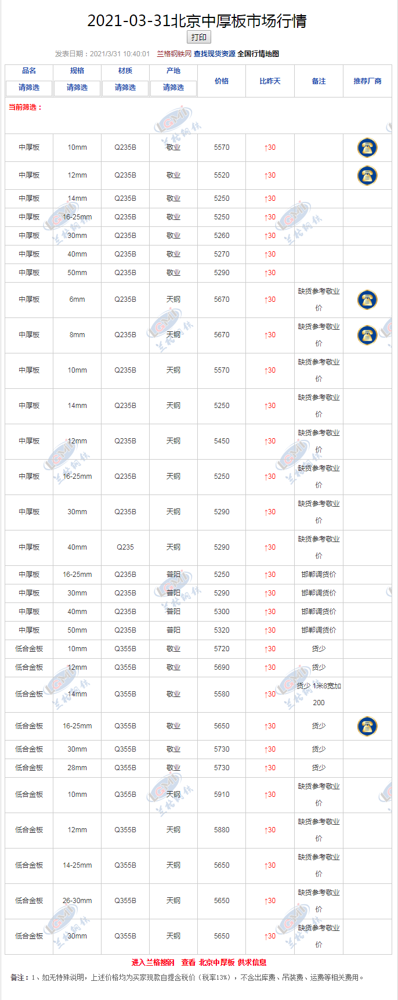 2021-03-31北京中厚板市场行情
打印
发表日期：2021/3/31 10:40:01 兰格钢铁网 查找现货资源 全国行情地图
品名 规格 材质 产地 价格 比昨天 备注 推荐厂商
请筛选 请筛选 请筛选 请筛选
当前筛选：
中厚板 10mm Q235B 敬业 5570 ↑30
中厚板 12mm Q235B 敬业 5520 ↑30
中厚板 14mm Q235B 敬业 5250 ↑30
中厚板 16-25mm Q235B 敬业 5250 ↑30
中厚板 30mm Q235B 敬业 5260 ↑30
中厚板 40mm Q235B 敬业 5270 ↑30
中厚板 50mm Q235B 敬业 5290 ↑30
中厚板 6mm Q235B 天钢 5670 ↑30 缺货参考敬业
价
中厚板 8mm Q235B 天钢 5670 ↑30 缺货参考敬业
价
中厚板 10mm Q235B 天钢 5570 ↑30 缺货参考敬业
价
中厚板 14mm Q235B 天钢 5250 ↑30 缺货参考敬业
价
中厚板 12mm Q235B 天钢 5450 ↑30 缺货参考敬业
价
中厚板 16-25mm Q235B 天钢 5250 ↑30 缺货参考敬业
价
中厚板 30mm Q235B 天钢 5290 ↑30 缺货参考敬业
价
中厚板 40mm Q235 天钢 5290 ↑30 缺货参考敬业
价
中厚板 16-25mm Q235B 普阳 5250 ↑30 邯郸调货价
中厚板 30mm Q235B 普阳 5290 ↑30 邯郸调货价
中厚板 40mm Q235B 普阳 5300 ↑30 邯郸调货价
中厚板 50mm Q235B 普阳 5320 ↑30 邯郸调货价
低合金板 10mm Q355B 敬业 5720 ↑30 货少
低合金板 12mm Q355B 敬业 5690 ↑30 货少
低合金板 14mm Q355B 敬业 5580 ↑30 货少 1米8宽加
200
低合金板 16-25mm Q355B 敬业 5650 ↑30 货少
低合金板 30mm Q355B 敬业 5730 ↑30 货少
低合金板 28mm Q355B 敬业 5730 ↑30 货少
低合金板 10mm Q355B 天钢 5910 ↑30 缺货参考敬业
价
低合金板 12mm Q355B 天钢 5880 ↑30 缺货参考敬业
价
低合金板 14-25mm Q355B 天钢 5650 ↑30 缺货参考敬业
价
低合金板 26-30mm Q355B 天钢 5650 ↑30 缺货参考敬业
价
低合金板 30mm Q355B 天钢 5650 ↑30 缺货参考敬业
价
进入兰格搜钢 查看 北京中厚板 供求信息
备注：1、如无特殊说明，上述价格均为买家现款自提含税价（税率13%），不含出库费、吊装费、运费等相关费用。
LGMI
兰格钢铁